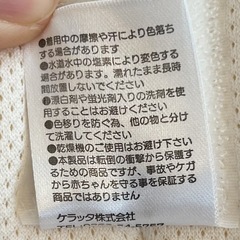 ●着用中の摩擦や汗により色落ち
する場合があります
●水道水中の塩素により変色する
場合があります。濡れたまま長時
間放置しないでください
●漂白剤や蛍光剤入りの洗剤を使
用することはお避けください
●色移りを防ぐ為、他の物と分け
て洗濯してください
●乾燥機のご使用はお避け下さい
●本製品は転倒の衝撃から保護す
るための商品ですが、事故やケガ
から赤ちゃんを守る事を保証する
商品ではありません
ケラッタ株式会社